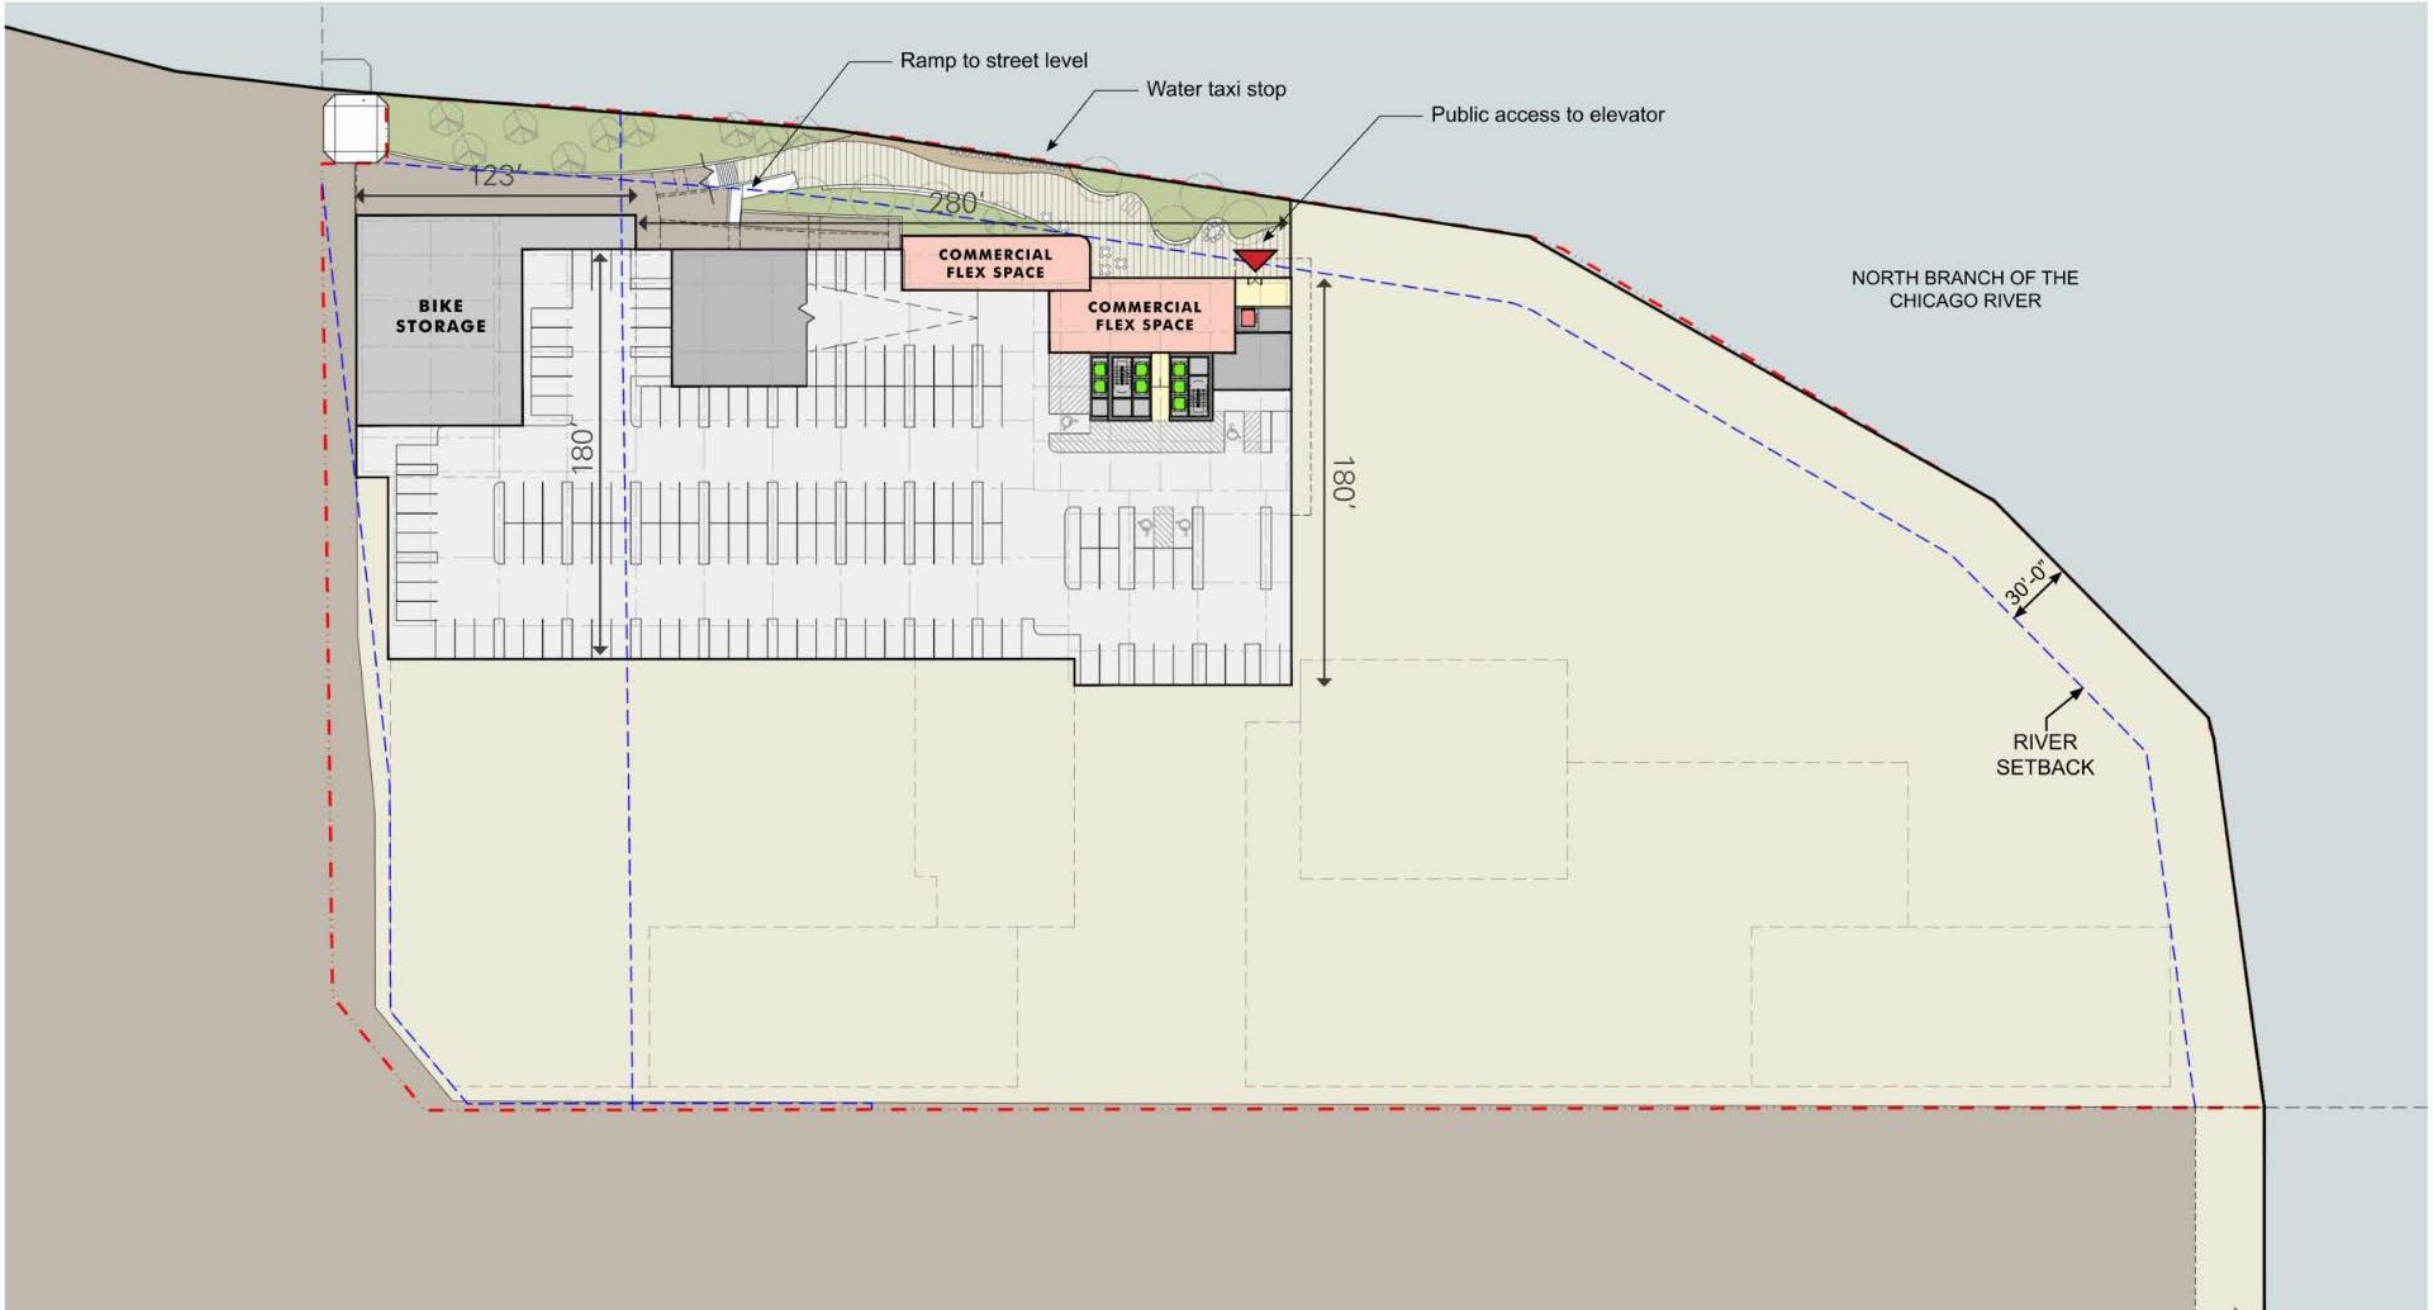 Ramp to street level
Water taxi stop
Public access to elevator
123'
280'
COMMERCIAL
FLEX SPACE
NORTH BRANCH OF THE
CHICAGO RIVER
BIKE
STORAGE
COMMERCIAL
FLEX SPACE
180'
180'
30'-0"
RIVER
SETBACK